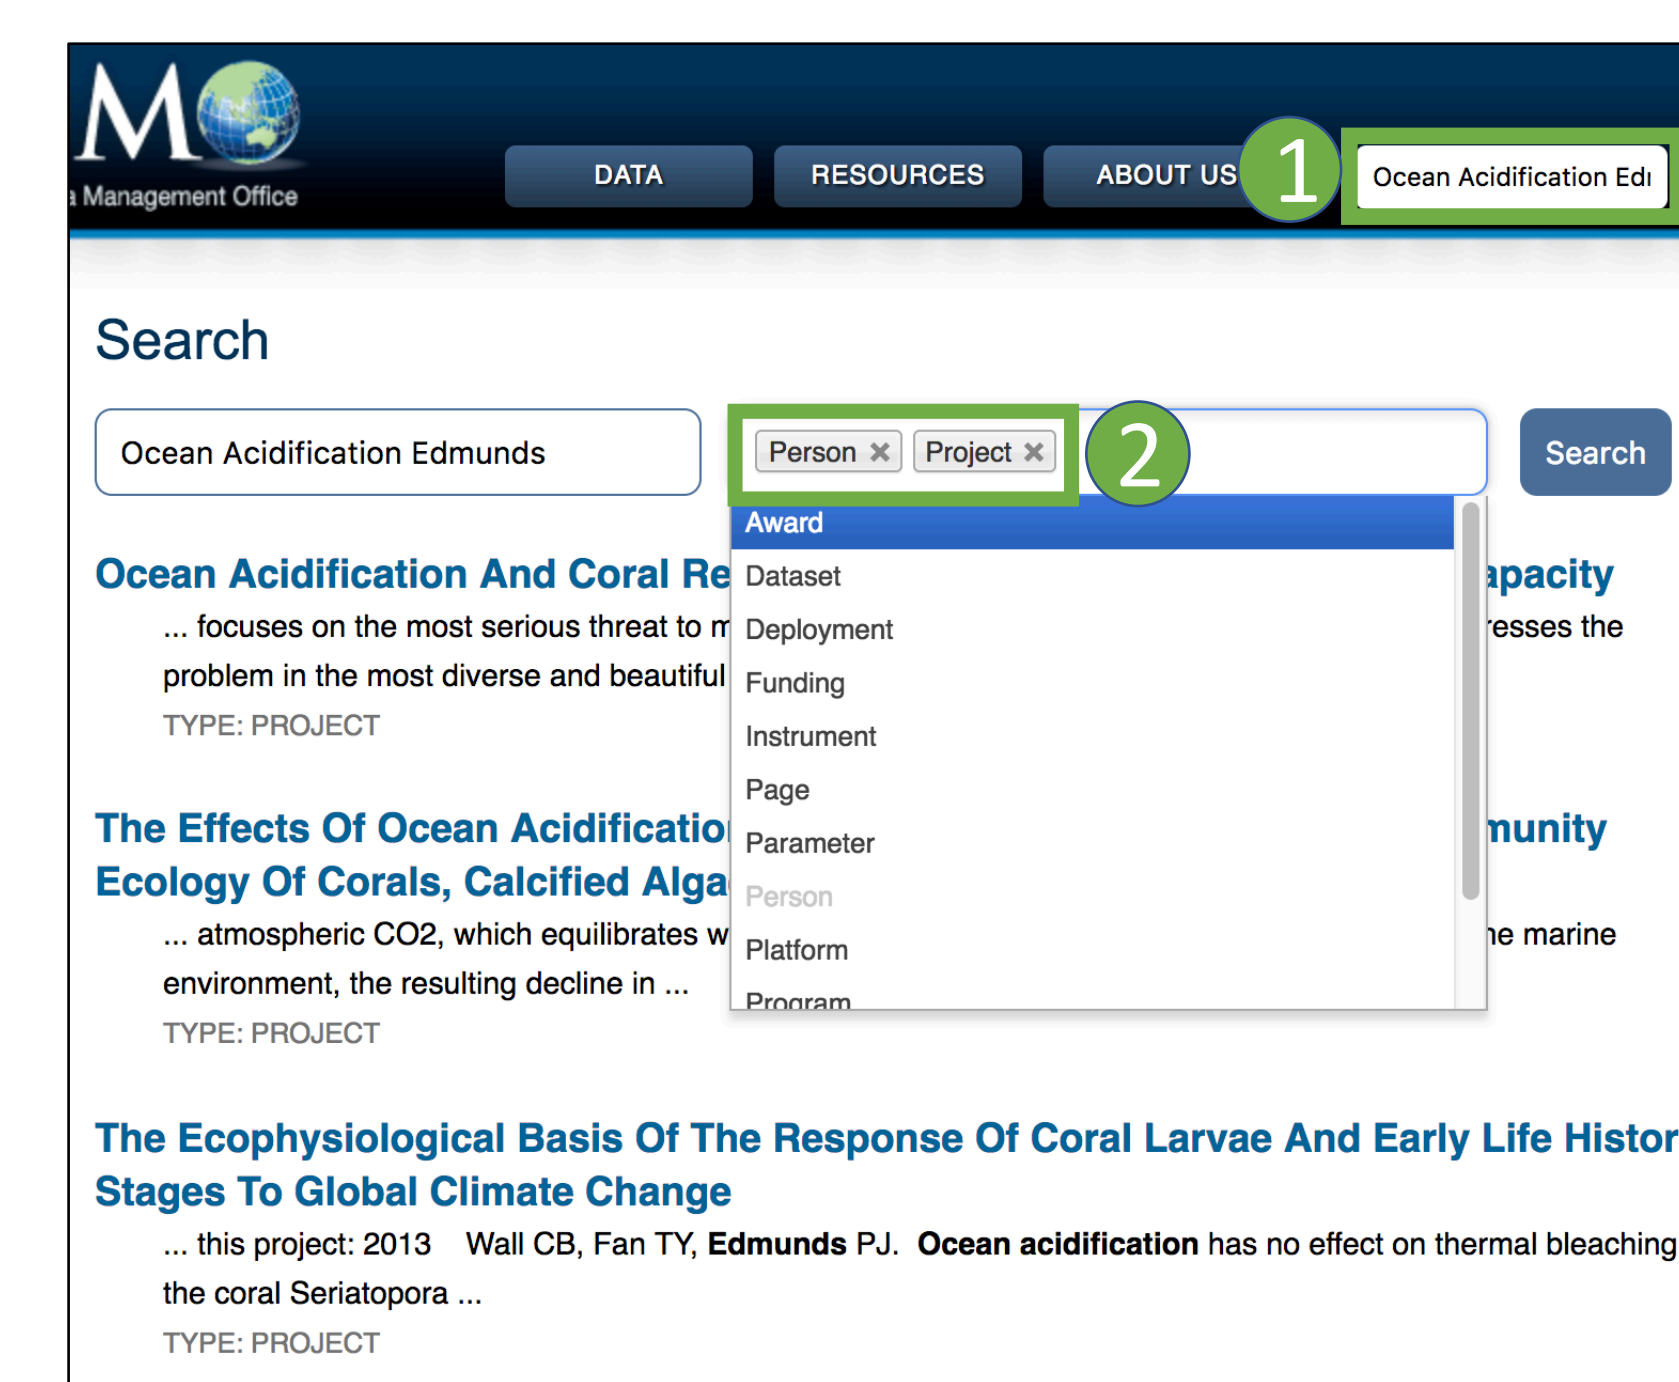 MO
a Management Office
DATA
RESOURCES
ABOUT US
1
Ocean Acidification Edı
Search
Ocean Acidification Edmunds
Person ✖
Project ✖
2
Search
Award
Dataset
Deployment
Funding
Instrument
Page
Parameter
Person
Platform
Program
Ocean Acidification And Coral Re
apacity
... focuses on the most serious threat to m
resses the
problem in the most diverse and beautiful
TYPE: PROJECT
The Effects Of Ocean Acidification
munity
Ecology Of Corals, Calcified Alga
... atmospheric CO2, which equilibrates w
ne marine
environment, the resulting decline in ...
TYPE: PROJECT
The Ecophysiological Basis Of The Response Of Coral Larvae And Early Life Histor
Stages To Global Climate Change
... this project: 2013 Wall CB, Fan TY, Edmunds PJ. Ocean acidification has no effect on thermal bleaching
the coral Seriatopora ...
TYPE: PROJECT